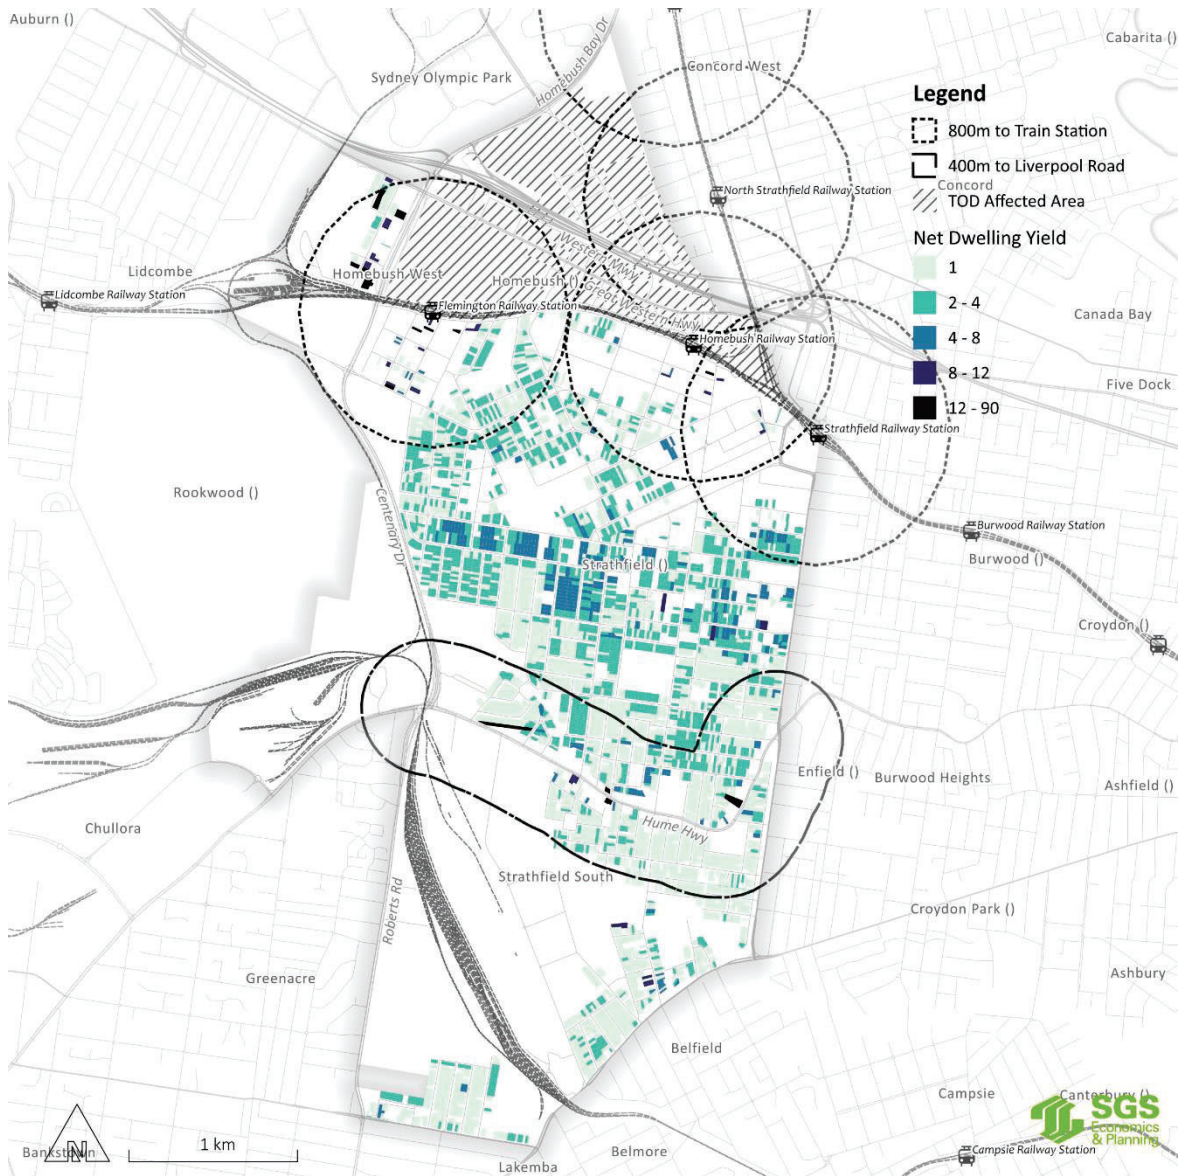 Auburn ()
Cabarita ()
Homebush Bay Dr
Concord West
Sydney Olympic Park
Legend
800m to Train Station
400m to Liverpool Road
Concord
TOD Affected Area
North Strathfield Railway Station
Net Dwelling Yield
1
2 - 4
4 - 8
8 - 12
12 - 90
Western Mwy
Lidcombe
Homebush West
Homebush ()
Great Western Hwy
Lidcombe Railway Station
Flemington Railway Station
Canada Bay
Homebush Railway Station
Five Dock
Strathfield Railway Station
Rookwood ()
Centenary Dr
Burwood Railway Station
Burwood ()
Strathfield ()
Croydon ()
Enfield ()
Burwood Heights
Ashfield ()
Chullora
Hume Hwy
Strathfield South
Roberts Rd
Croydon Park ()
Greenacre
Ashbury
Belfield
Campsie
Canterbury ()
SGS
Economics
& Planning
N
1 km
Bankstown
Belmore
Campsie Railway Station
Lakemba